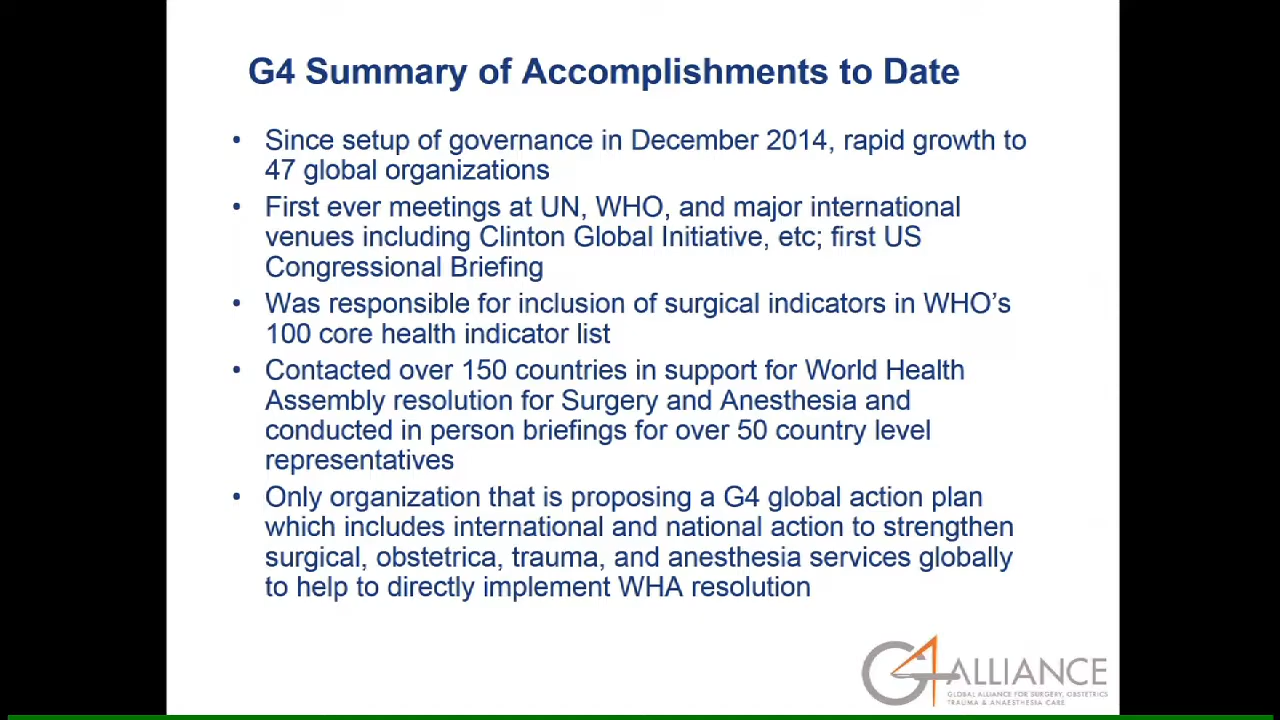 G4 Summary of Accomplishments to Date
• Since setup of governance in December 2014, rapid growth to
47 global organizations
• First ever meetings at UN, WHO, and major international
venues including Clinton Global Initiative, etc; first US
Congressional Briefing
• Was responsible for inclusion of surgical indicators in WHO's
100 core health indicator list
• Contacted over 150 countries in support for World Health
Assembly resolution for Surgery and Anesthesia and
conducted in person briefings for over 50 country level
representatives
• Only organization that is proposing a G4 global action plan
which includes international and national action to strengthen
surgical, obstetrica, trauma, and anesthesia services globally
to help to directly implement WHA resolution
G4 ALLIANCE
GLOBAL ALLIANCE FOR SURGERY, OBSTETRICS
TRAUMA & ANAESTHESIA CARE